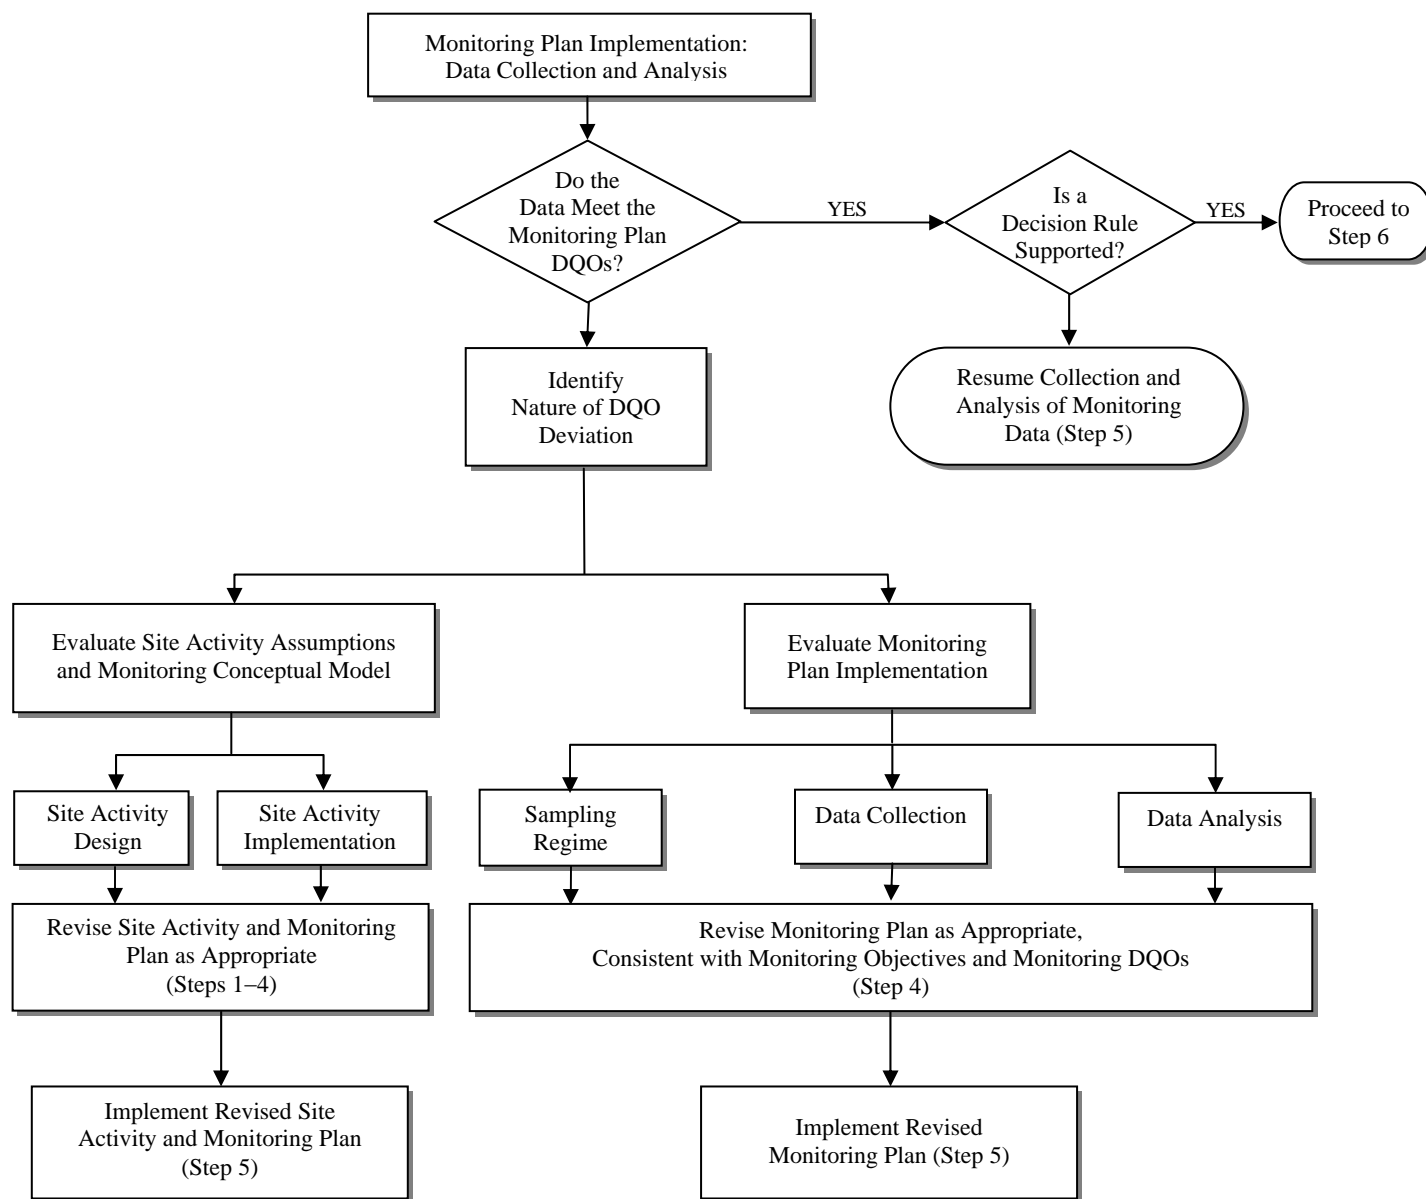 Monitoring Plan Implementation:
Data Collection and Analysis
Do the
Data Meet the
Monitoring Plan
DQOs?
YES
Is a
Decision Rule
Supported?
YES
Proceed to
Step 6
Identify
Nature of DQO
Deviation
Resume Collection and
Analysis of Monitoring
Data (Step 5)
Evaluate Site Activity Assumptions
and Monitoring Conceptual Model
Evaluate Monitoring
Plan Implementation
Site Activity
Design
Site Activity
Implementation
Sampling
Regime
Data Collection
Data Analysis
Revise Site Activity and Monitoring
Plan as Appropriate
(Steps 1–4)
Revise Monitoring Plan as Appropriate,
Consistent with Monitoring Objectives and Monitoring DQOs
(Step 4)
Implement Revised Site
Activity and Monitoring Plan
(Step 5)
Implement Revised
Monitoring Plan (Step 5)